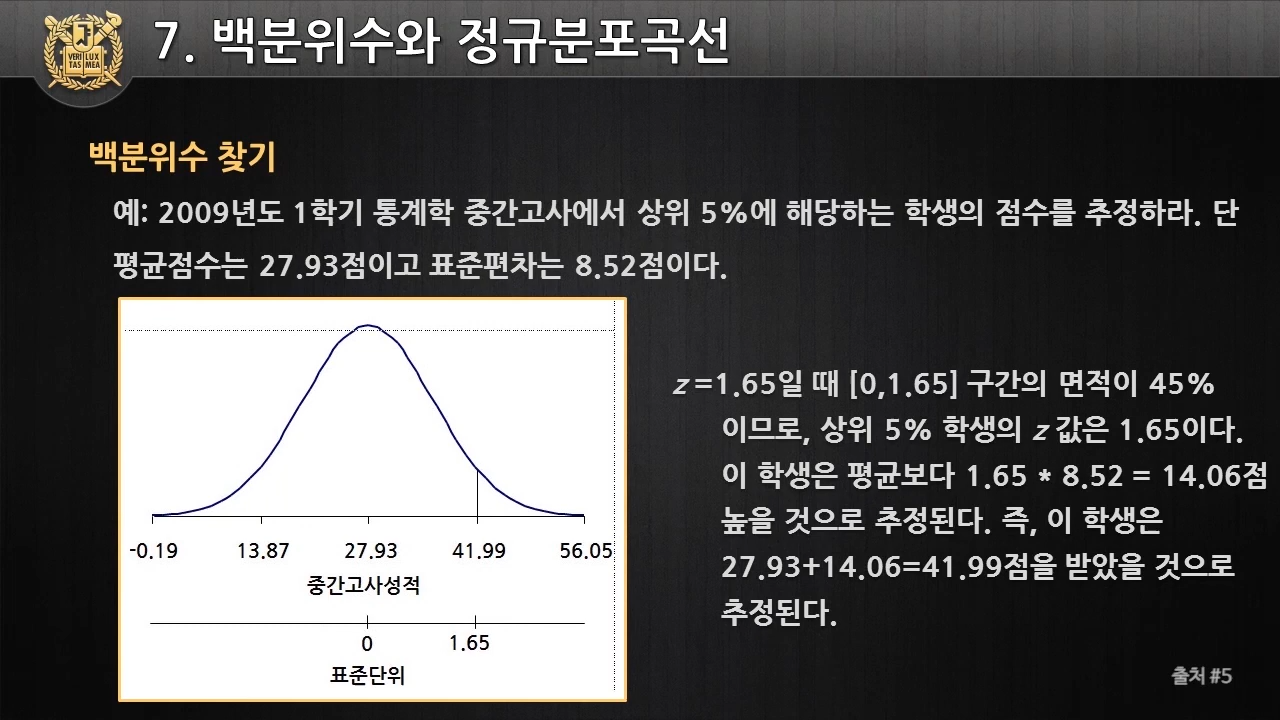 VERI LUX
TAS MEA
7. 백분위수와 정규분포곡선
백분위수 찾기
예: 2009년도 1학기 통계학 중간고사에서 상위 5%에 해당하는 학생의 점수를 추정하라. 단
평균점수는 27.93점이고 표준편차는 8.52점이다.
-0.19 13.87 27.93 41.99 56.05
중간고사성적
0 1.65
표준단위
z =1.65일 때 [0,1.65] 구간의 면적이 45%
이므로, 상위 5% 학생의 z 값은 1.65이다.
이 학생은 평균보다 1.65 * 8.52 = 14.06점
높을 것으로 추정된다. 즉, 이 학생은
27.93+14.06=41.99점을 받았을 것으로
추정된다.
출처 #5